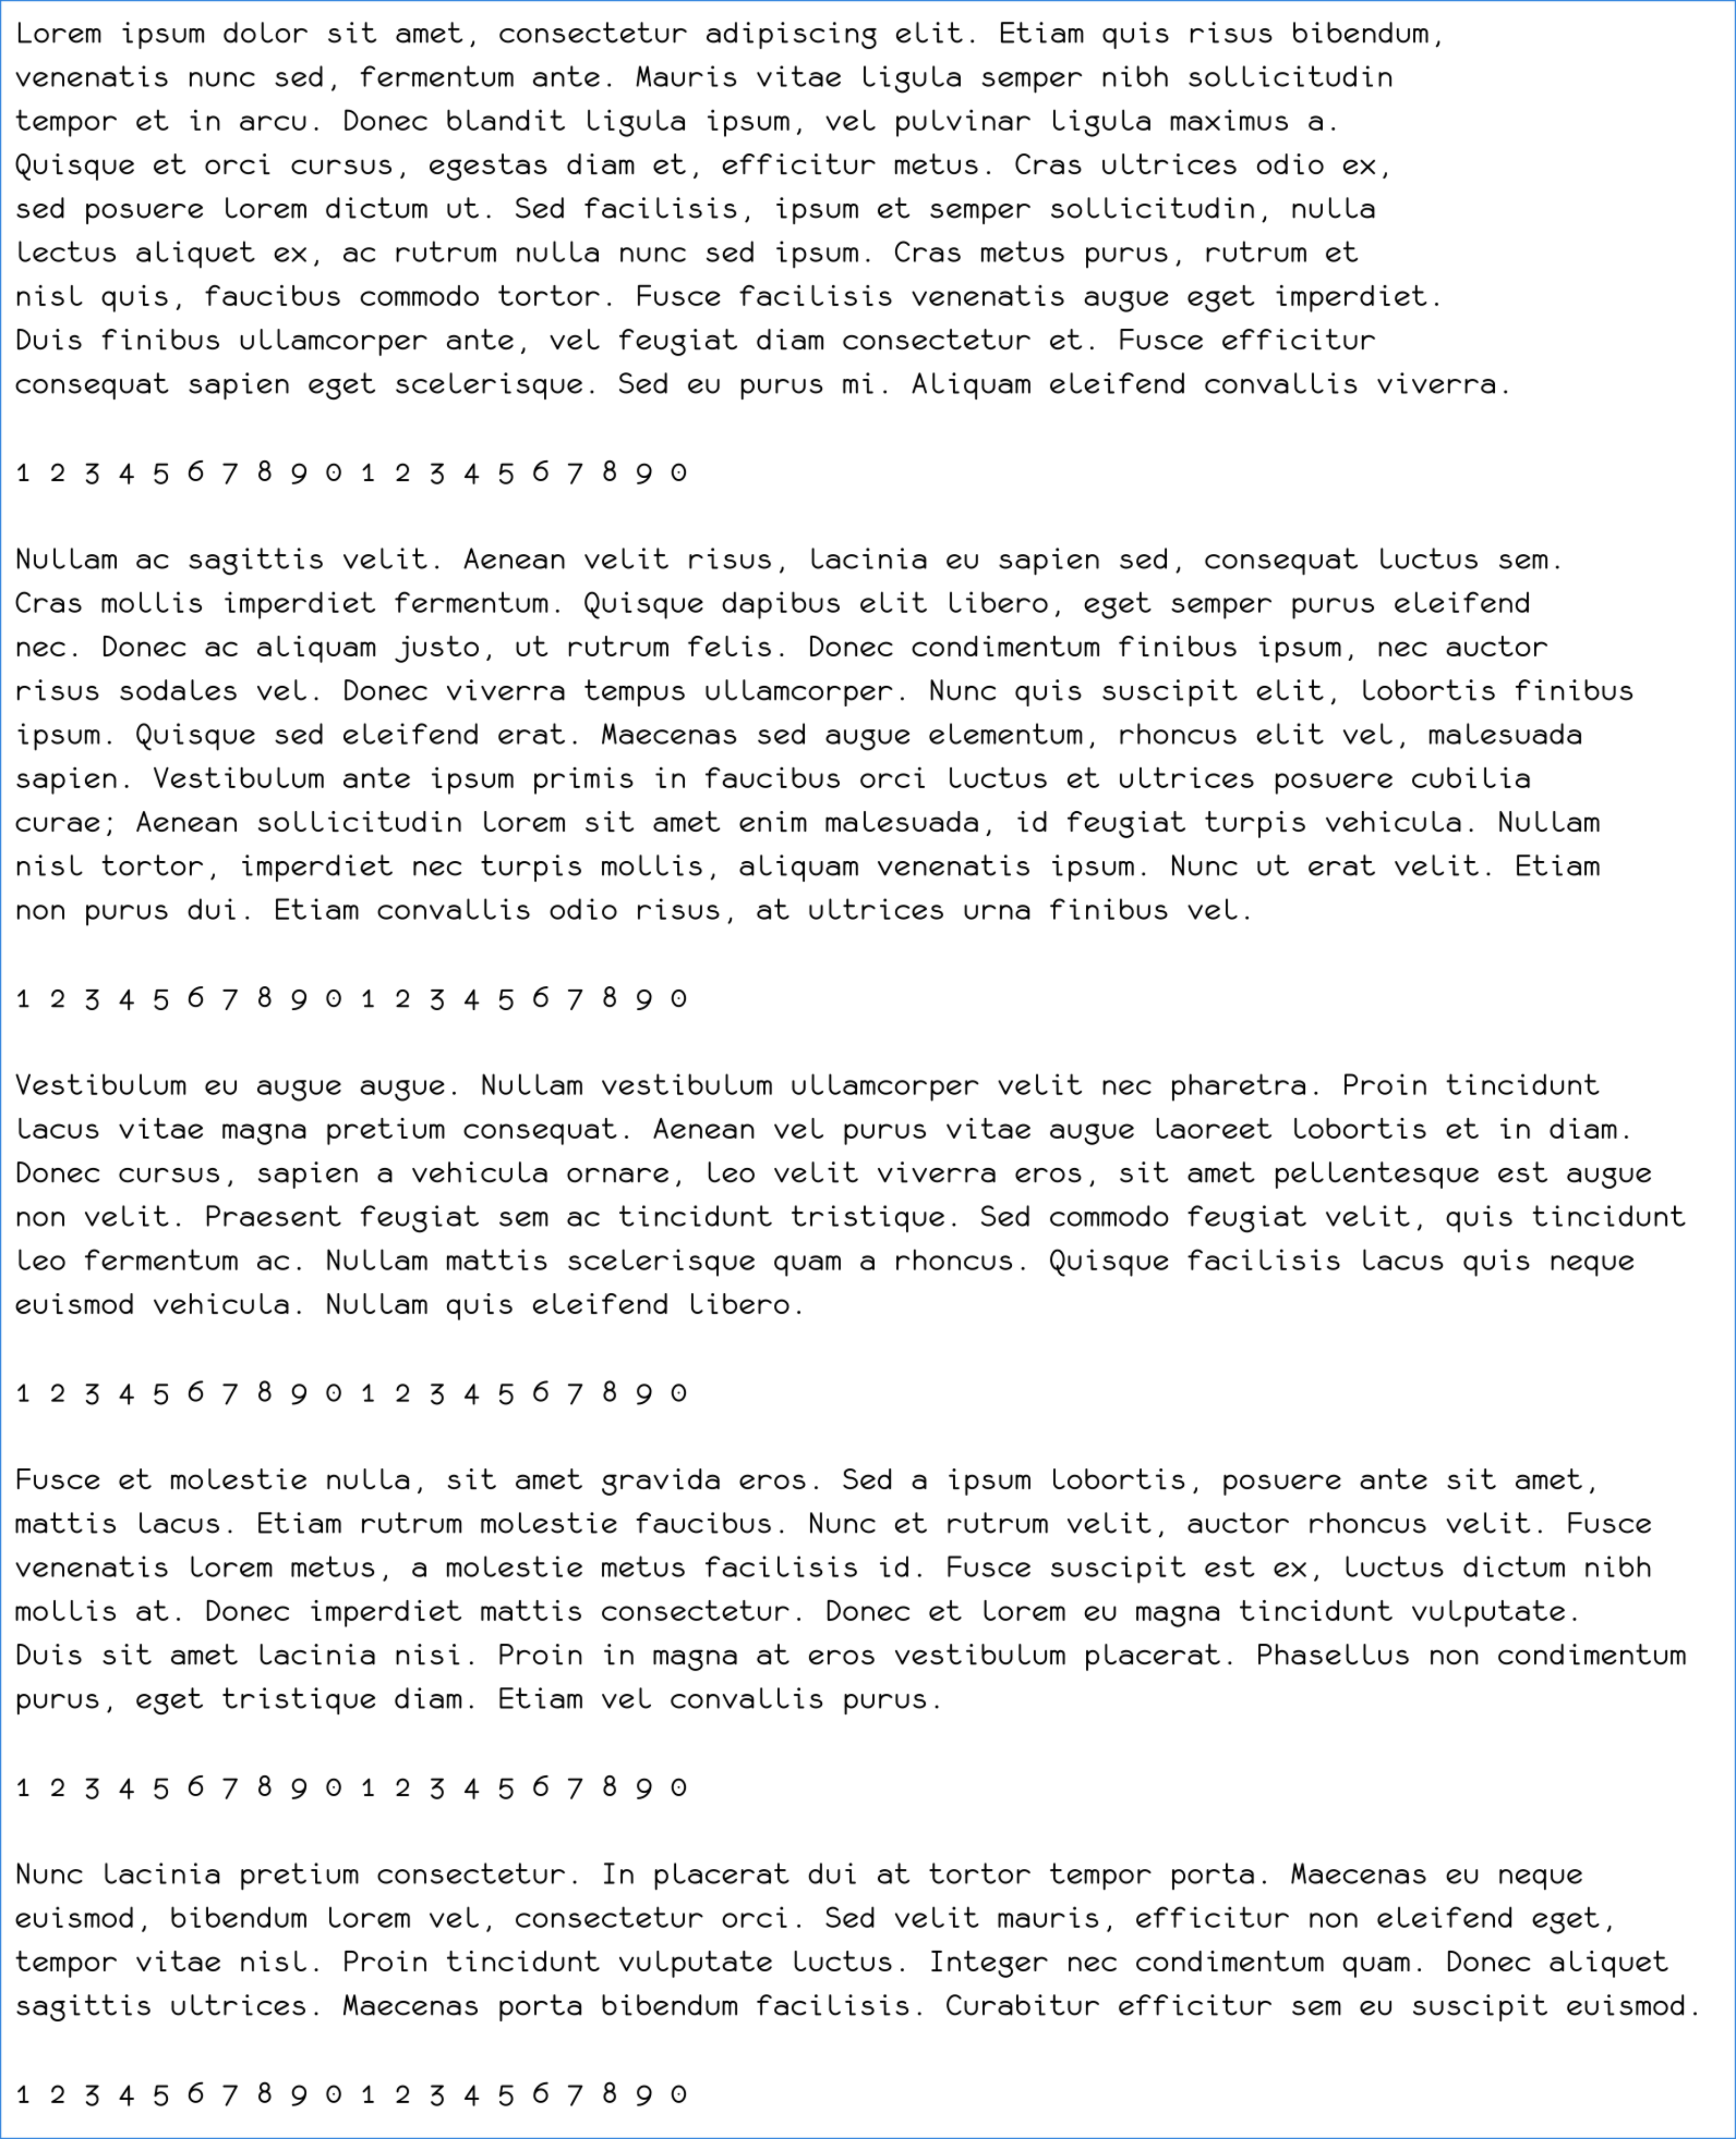 Lorem ipsum dolor sit amet, consectetur adipiscing elit. Etiam quis risus bibendum,
venenatis nunc sed, fermentum ante. Mauris vitae ligula semper nibh sollicitudin
tempor et in arcu. Donec blandit ligula ipsum, vel pulvinar ligula maximus a.
Quisque et orci cursus, egestas diam et, efficitur metus. Cras ultrices odio ex,
sed posuere lorem dictum ut. Sed facilisis, ipsum et semper sollicitudin, nulla
lectus aliquet ex, ac rutrum nulla nunc sed ipsum. Cras metus purus, rutrum et
nisl quis, faucibus commodo tortor. Fusce facilisis venenatis augue eget imperdiet.
Duis finibus ullamcorper ante, vel feugiat diam consectetur et. Fusce efficitur
consequat sapien eget scelerisque. Sed eu purus mi. Aliquam eleifend convallis viverra.

1 2 3 4 5 6 7 8 9 0 1 2 3 4 5 6 7 8 9 0

Nullam ac sagittis velit. Aenean velit risus, lacinia eu sapien sed, consequat luctus sem.
Cras mollis imperdiet fermentum. Quisque dapibus elit libero, eget semper purus eleifend
nec. Donec ac aliquam justo, ut rutrum felis. Donec condimentum finibus ipsum, nec auctor
risus sodales vel. Donec viverra tempus ullamcorper. Nunc quis suscipit elit, lobortis finibus
ipsum. Quisque sed eleifend erat. Maecenas sed augue elementum, rhoncus elit vel, malesuada
sapien. Vestibulum ante ipsum primis in faucibus orci luctus et ultrices posuere cubilia
curae; Aenean sollicitudin lorem sit amet enim malesuada, id feugiat turpis vehicula. Nullam
nisl tortor, imperdiet nec turpis mollis, aliquam venenatis ipsum. Nunc ut erat velit. Etiam
non purus dui. Etiam convallis odio risus, at ultrices urna finibus vel.

1 2 3 4 5 6 7 8 9 0 1 2 3 4 5 6 7 8 9 0

Vestibulum eu augue augue. Nullam vestibulum ullamcorper velit nec pharetra. Proin tincidunt
lacus vitae magna pretium consequat. Aenean vel purus vitae augue laoreet lobortis et in diam.
Donec cursus, sapien a vehicula ornare, leo velit viverra eros, sit amet pellentesque est augue
non velit. Praesent feugiat sem ac tincidunt tristique. Sed commodo feugiat velit, quis tincidunt
leo fermentum ac. Nullam mattis scelerisque quam a rhoncus. Quisque facilisis lacus quis neque
euismod vehicula. Nullam quis eleifend libero.

1 2 3 4 5 6 7 8 9 0 1 2 3 4 5 6 7 8 9 0

Fusce et molestie nulla, sit amet gravida eros. Sed a ipsum lobortis, posuere ante sit amet,
mattis lacus. Etiam rutrum molestie faucibus. Nunc et rutrum velit, auctor rhoncus velit. Fusce
venenatis lorem metus, a molestie metus facilisis id. Fusce suscipit est ex, luctus dictum nibh
mollis at. Donec imperdiet mattis consectetur. Donec et lorem eu magna tincidunt vulputate.
Duis sit amet lacinia nisi. Proin in magna at eros vestibulum placerat. Phasellus non condimentum
purus, eget tristique diam. Etiam vel convallis purus.

1 2 3 4 5 6 7 8 9 0 1 2 3 4 5 6 7 8 9 0

Nunc lacinia pretium consectetur. In placerat dui at tortor tempor porta. Maecenas eu neque
euismod, bibendum lorem vel, consectetur orci. Sed velit mauris, efficitur non eleifend eget,
tempor vitae nisl. Proin tincidunt vulputate luctus. Integer nec condimentum quam. Donec aliquet
sagittis ultrices. Maecenas porta bibendum facilisis. Curabitur efficitur sem eu suscipit euismod.

1 2 3 4 5 6 7 8 9 0 1 2 3 4 5 6 7 8 9 0